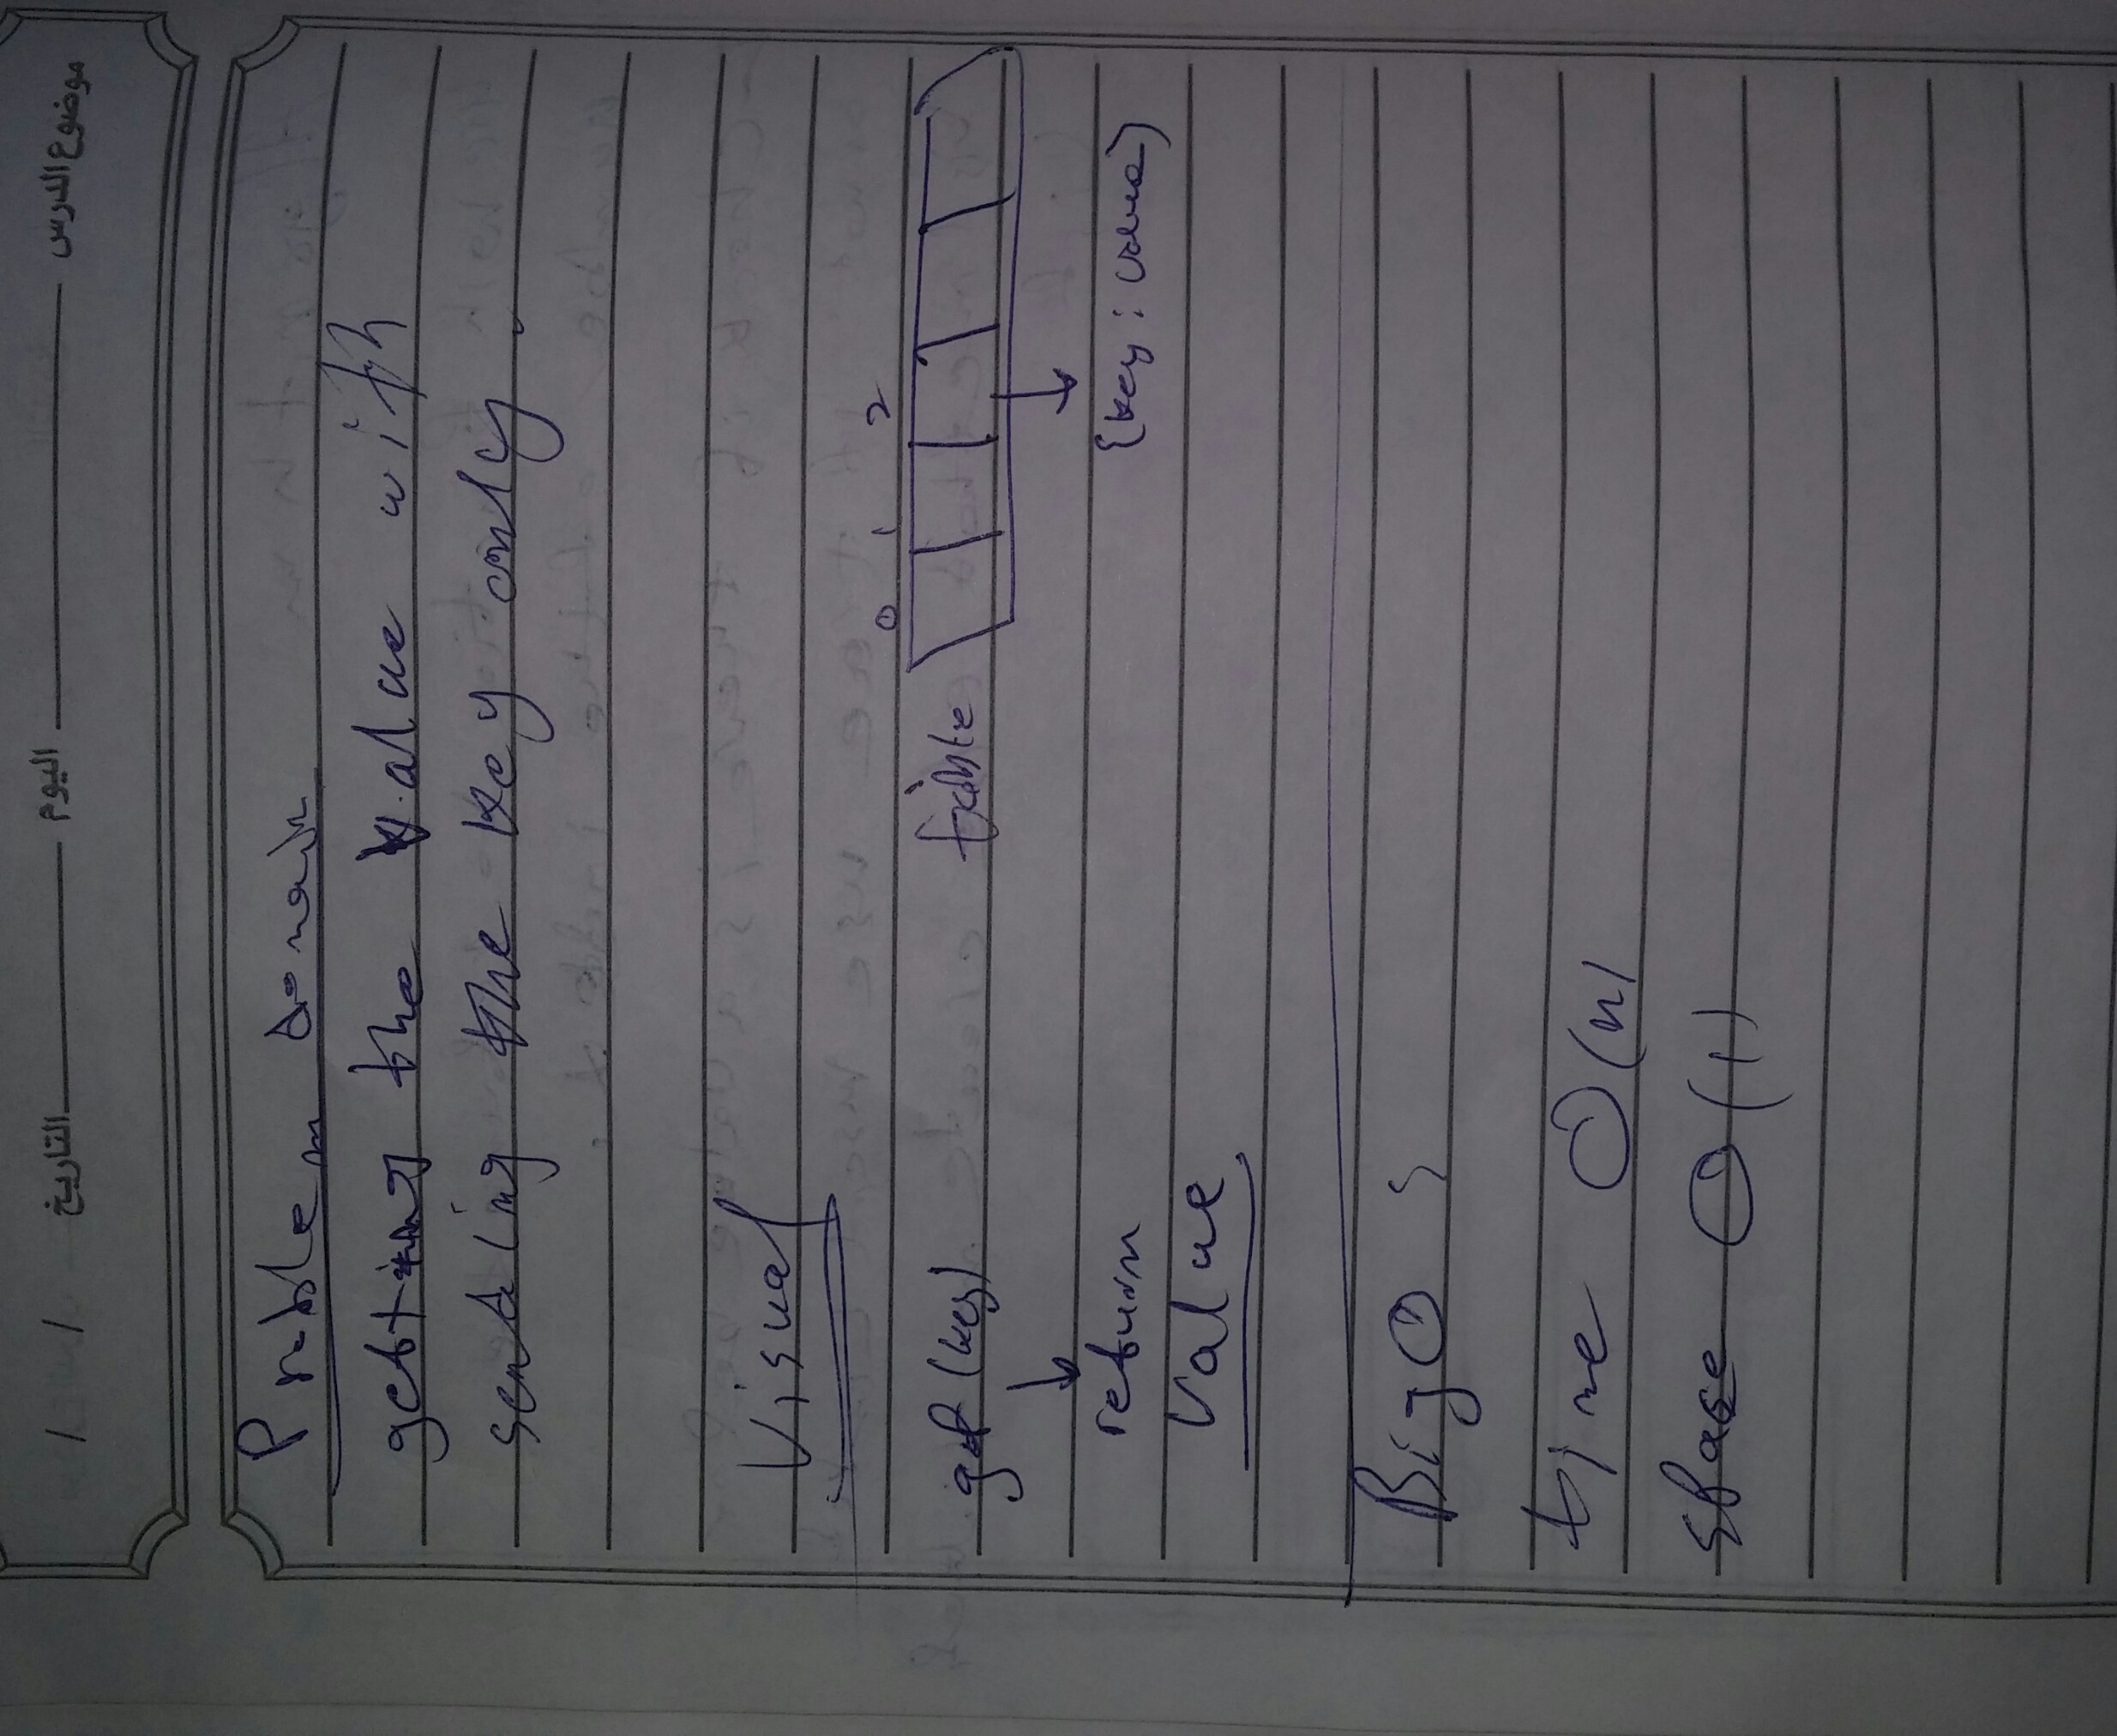 موضوع الدرس
اليوم
التاريخ / /
Problem domain
getting the value with
sending the key only
Visual
0 1 2
get (key)
table
{key : value}
return
value
Big O
time O(n)
space O(1)